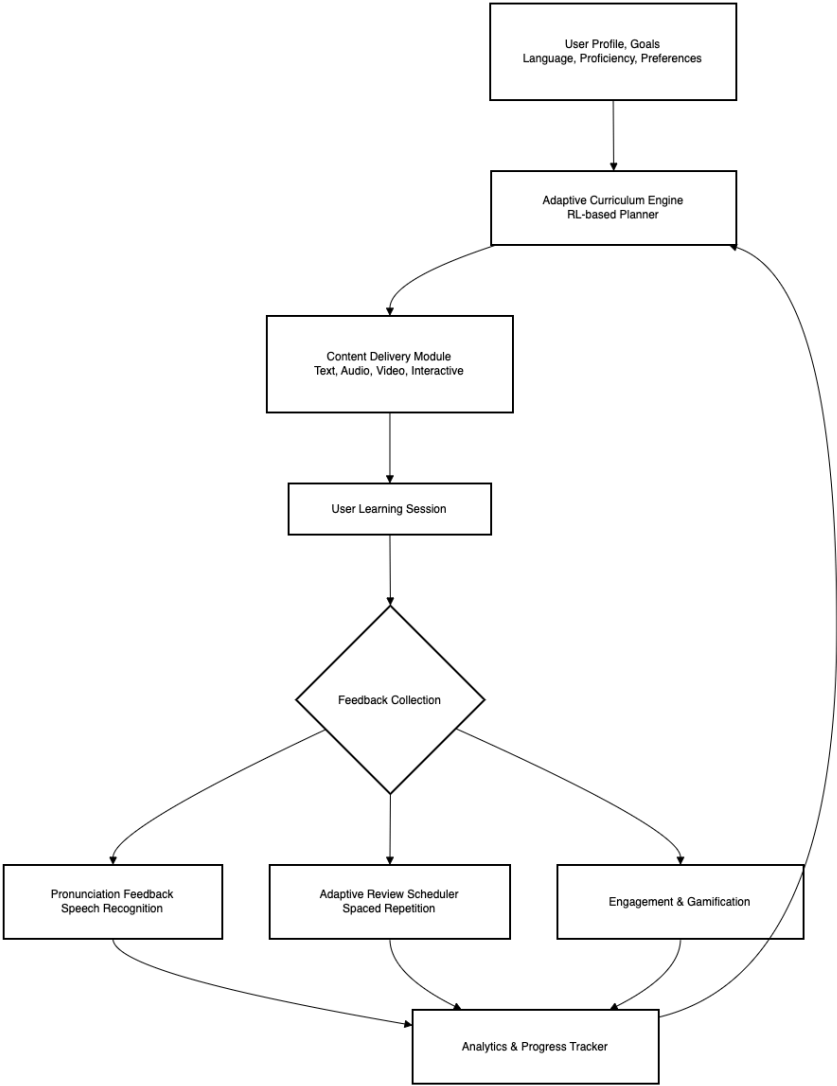 User Profile, Goals
Language, Proficiency, Preferences
Adaptive Curriculum Engine
RL-based Planner
Content Delivery Module
Text, Audio, Video, Interactive
User Learning Session
Feedback Collection
Pronunciation Feedback
Speech Recognition
Adaptive Review Scheduler
Spaced Repetition
Engagement & Gamification
Analytics & Progress Tracker